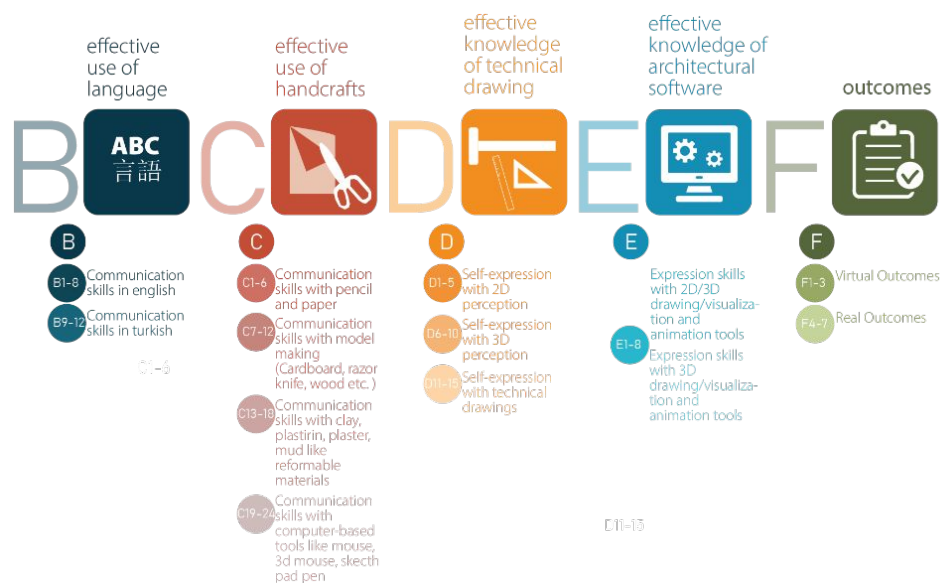 effective
use of
language
effective
use of
handcrafts
effective
knowledge
of technical
drawing
effective
knowledge of
architectural
software
outcomes
B
ABC
言語
C
D
E
F
B
B1-8
Communication
skills in english
B9-12
Communication
skills in turkish
C1-6
C
C1-6
Communication
skills with pencil
and paper
C7-12
Communication
skills with model
making
(Cardboard, razor
knife, wood etc. )
C13-18
Communication
skills with clay,
plastirin, plaster,
mud like
reformable
materials
C19-24
Communication
skills with
computer-based
tools like mouse,
3d mouse, skecth
pad pen
D
D1-5
Self-expression
with 2D
perception
D6-10
Self-expression
with 3D
perception
D11-15
Self-expression
with technical
drawings
E
Expression skills
with 2D/3D
drawing/visualiza-
tion and
animation tools
E1-8
Expression skills
with 3D
drawing/visualiza-
tion and
animation tools
D11-15
F
F1-3
Virtual Outcomes
F4-7
Real Outcomes